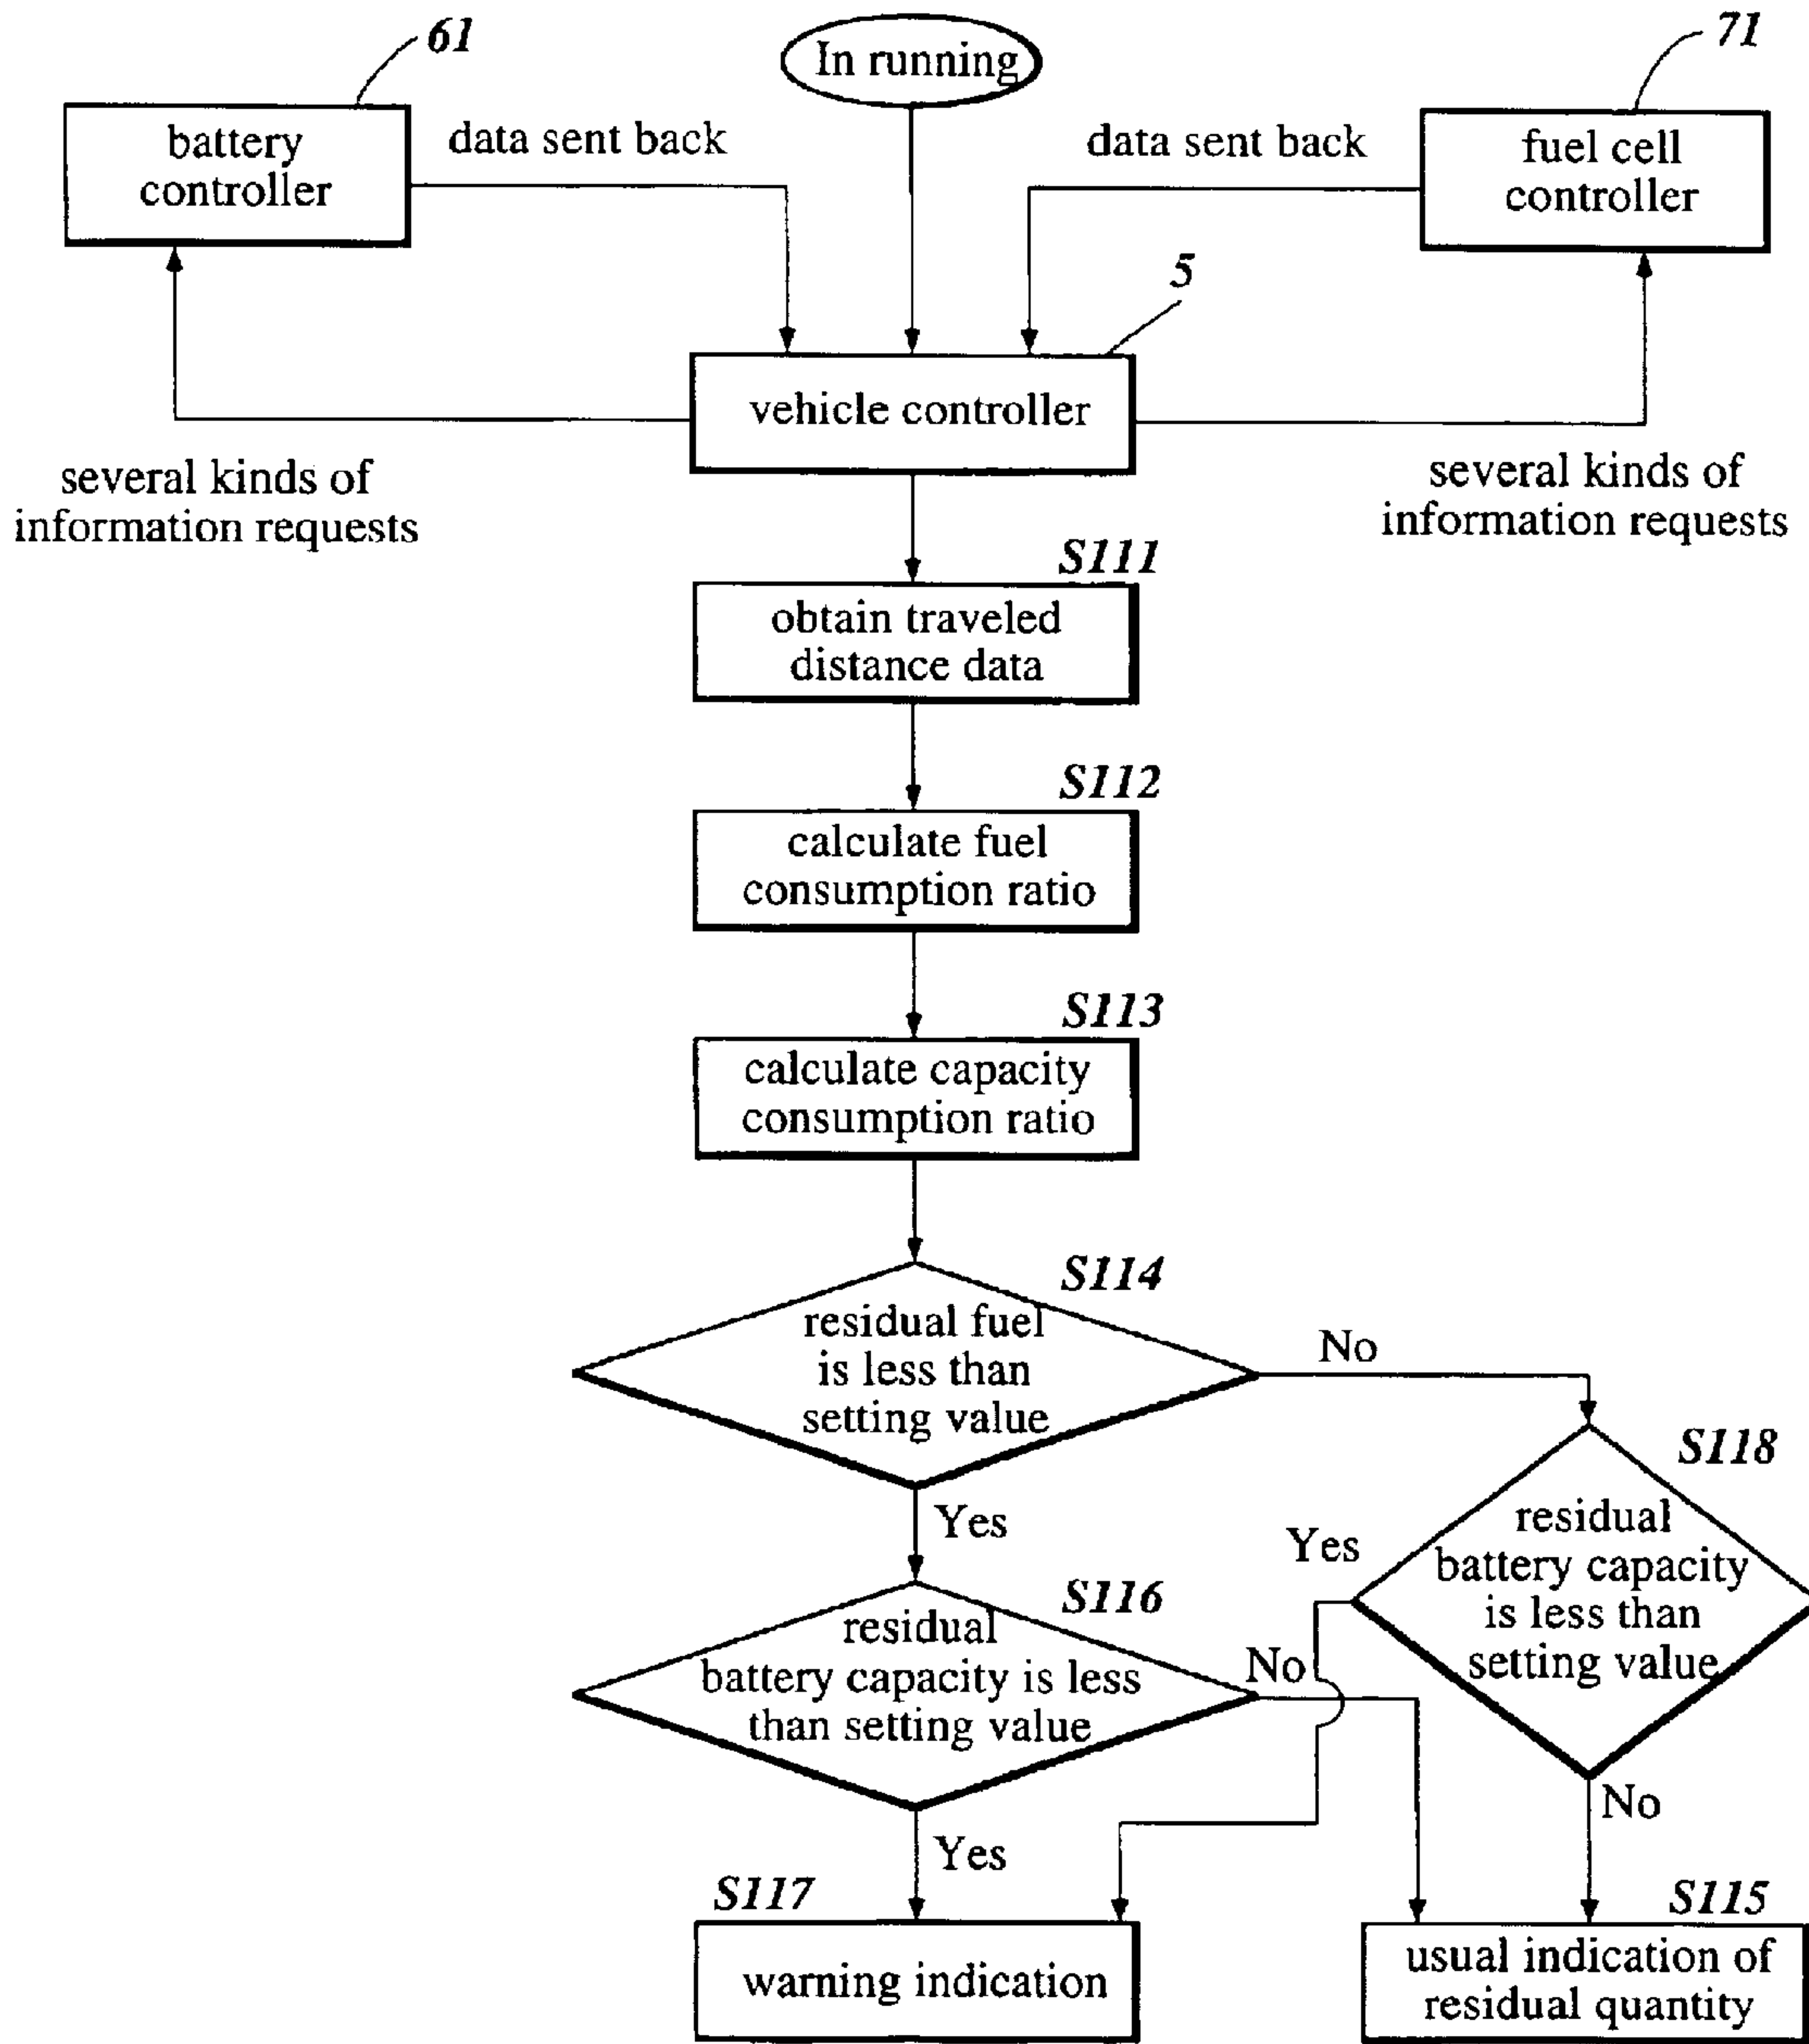 61
In running
71
battery
controller
data sent back
data sent back
fuel cell
controller
5
vehicle controller
several kinds of
information requests
several kinds of
information requests
S111
obtain traveled
distance data
S112
calculate fuel
consumption ratio
S113
calculate capacity
consumption ratio
S114
residual fuel
is less than
setting value
No
Yes
S118
residual
battery capacity
is less than
setting value
Yes
No
S116
residual
battery capacity is less
than setting value
No
Yes
S117
warning indication
S115
usual indication of
residual quantity